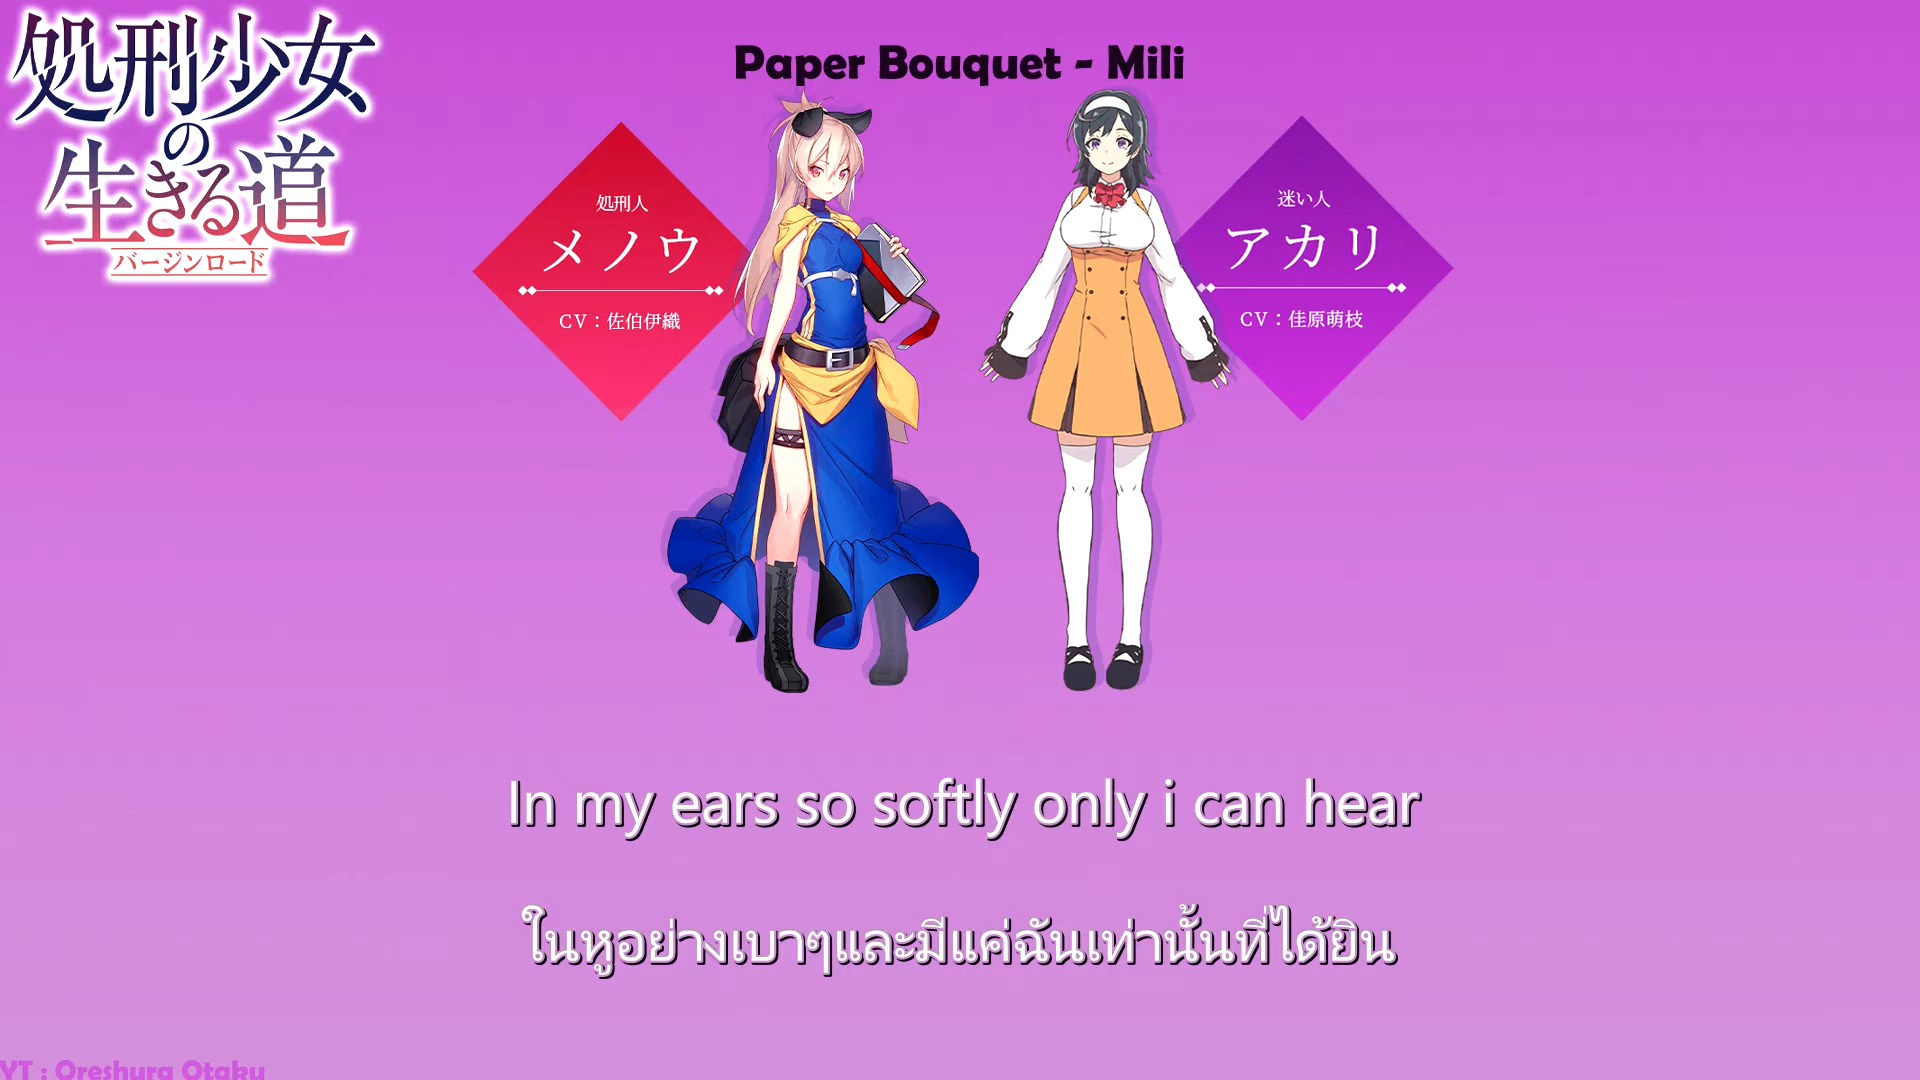 処刑少女
の
生きる道
バージンロード
Paper Bouquet - Mili
処刑人
メノウ
CV：佐伯伊織
迷い人
アカリ
CV：佳原萌枝
In my ears so softly only i can hear
ในหูอย่างเบาๆและมีแค่ฉันเท่านั้นที่ได้ยิน
YT : Oreshura Otaku